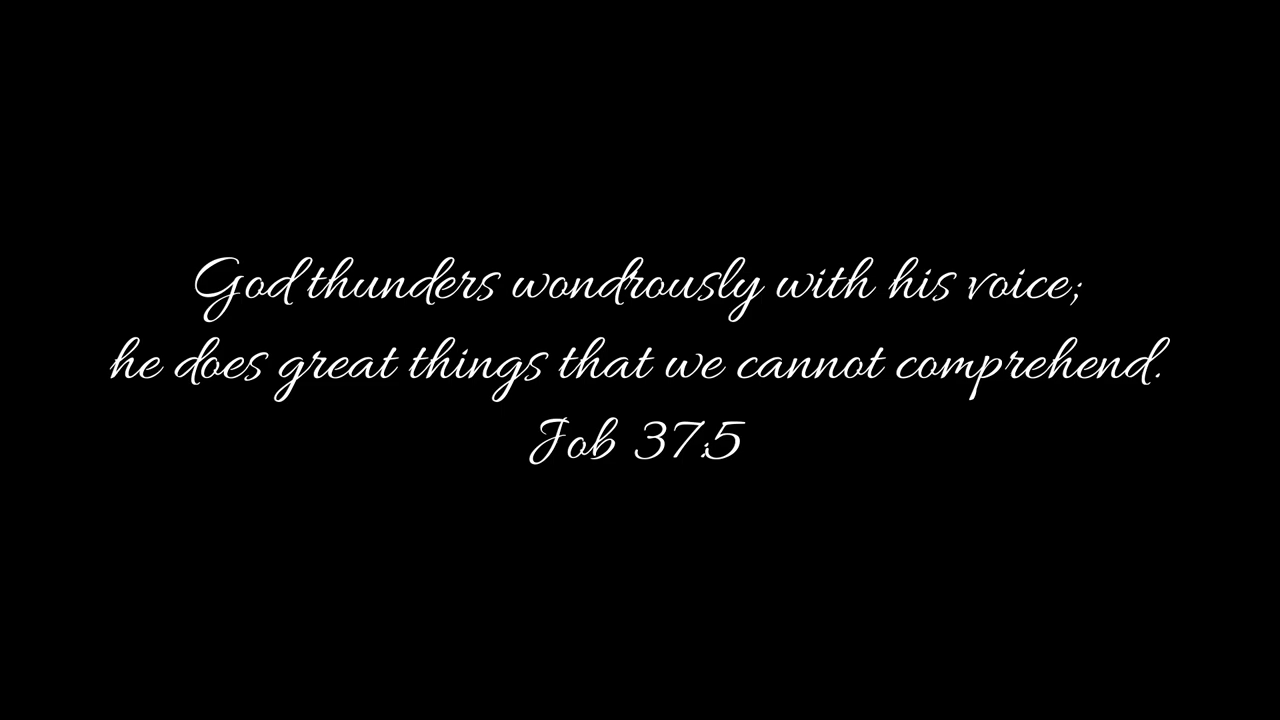 God thunders wondrously with his voice;
he does great things that we cannot comprehend.
Job 37:5